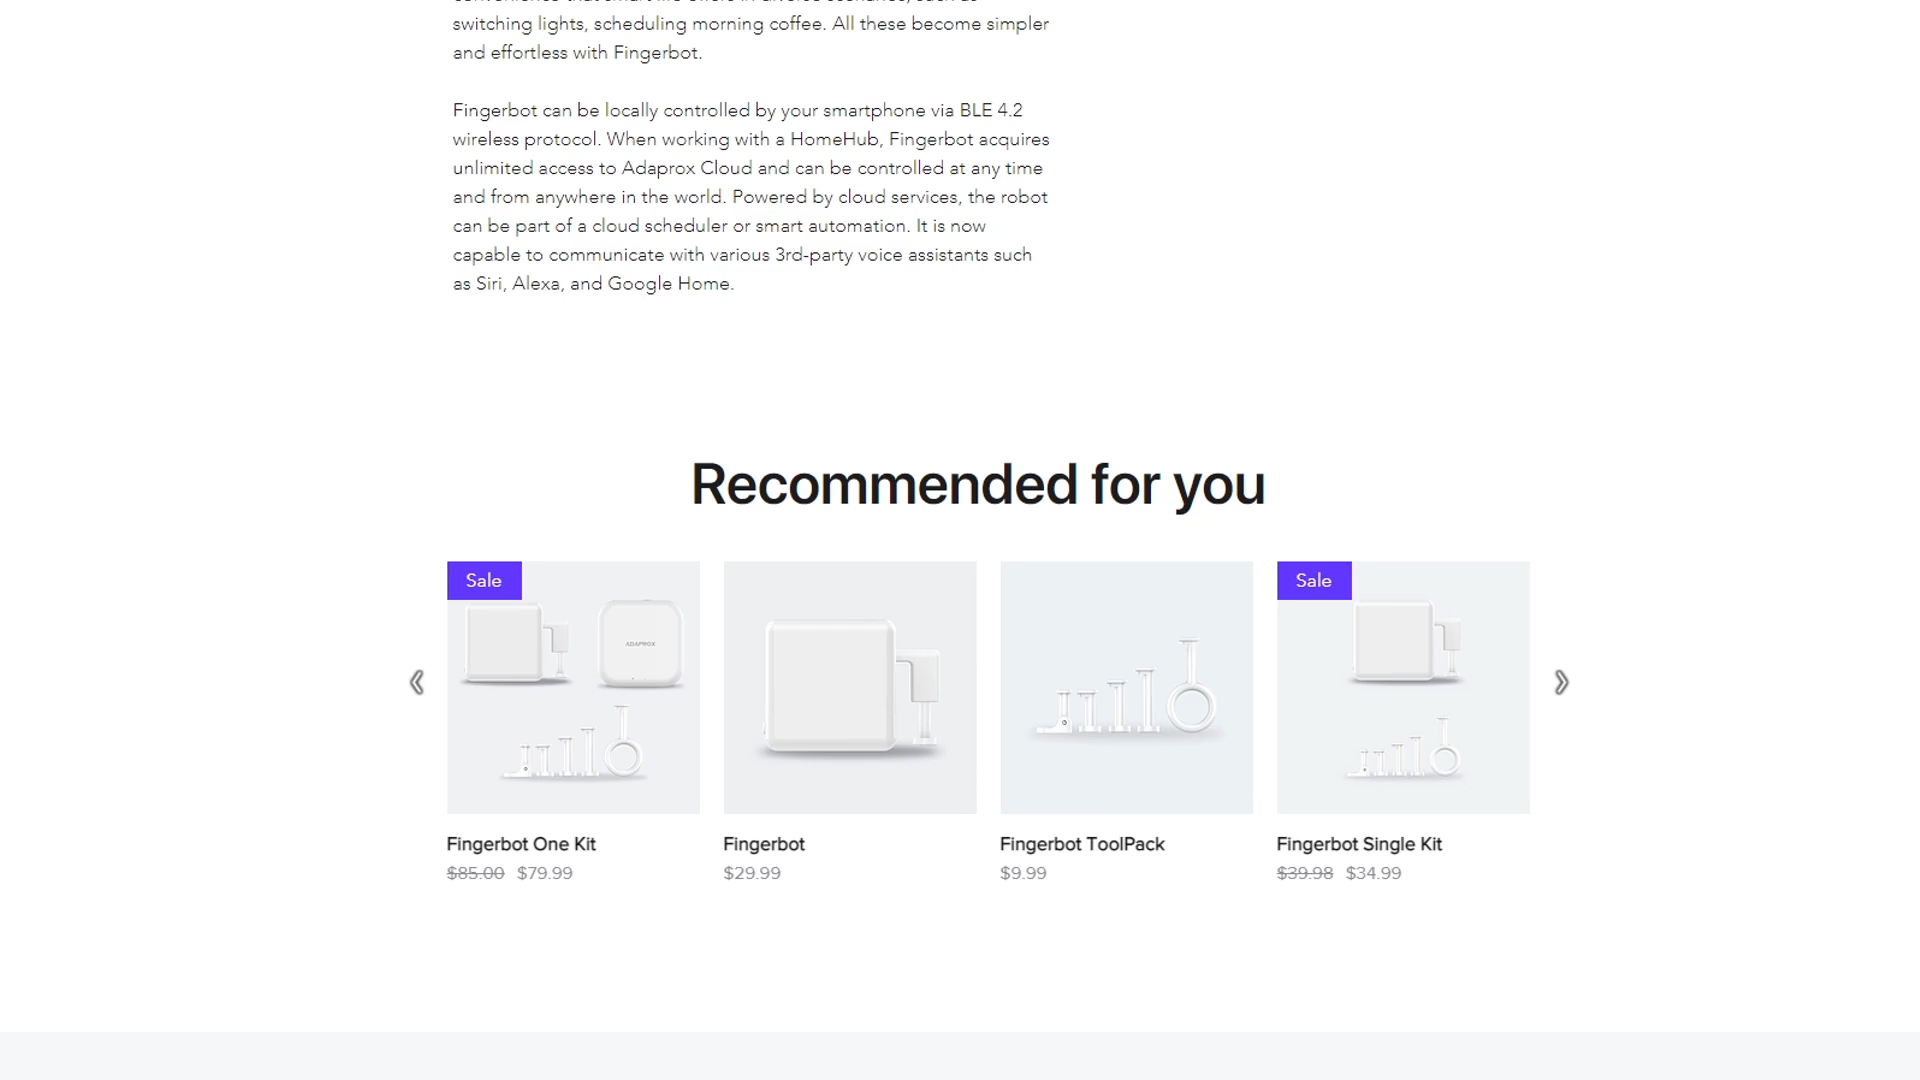 switching lights, scheduling morning coffee. All these become simpler
and effortless with Fingerbot.
Fingerbot can be locally controlled by your smartphone via BLE 4.2
wireless protocol. When working with a HomeHub, Fingerbot acquires
unlimited access to Adaprox Cloud and can be controlled at any time
and from anywhere in the world. Powered by cloud services, the robot
can be part of a cloud scheduler or smart automation. It is now
capable to communicate with various 3rd-party voice assistants such
as Siri, Alexa, and Google Home.
Recommended for you
Sale
Sale
ADAPROX
Fingerbot One Kit
$85.00 $79.99
Fingerbot
$29.99
Fingerbot ToolPack
$9.99
Fingerbot Single Kit
$39.98 $34.99